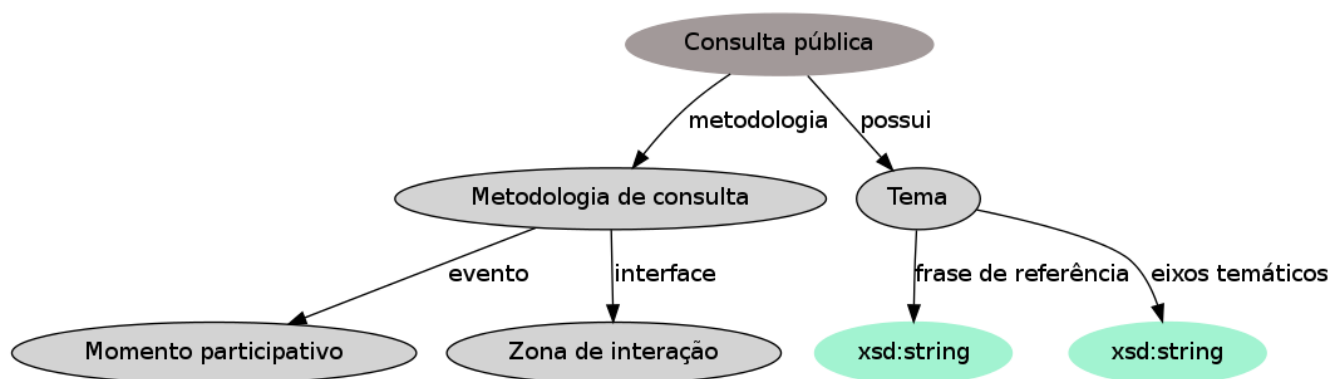 Consulta pública
metodologia
possui
Metodologia de consulta
Tema
evento
interface
frase de referência
eixos temáticos
Momento participativo
Zona de interação
xsd:string
xsd:string